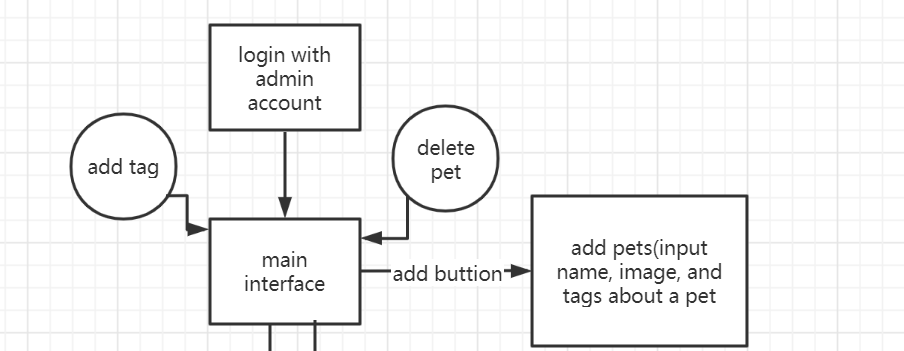 login with
admin
account
add tag
delete
pet
main
interface
add buttion
add pets(input
name, image, and
tags about a pet